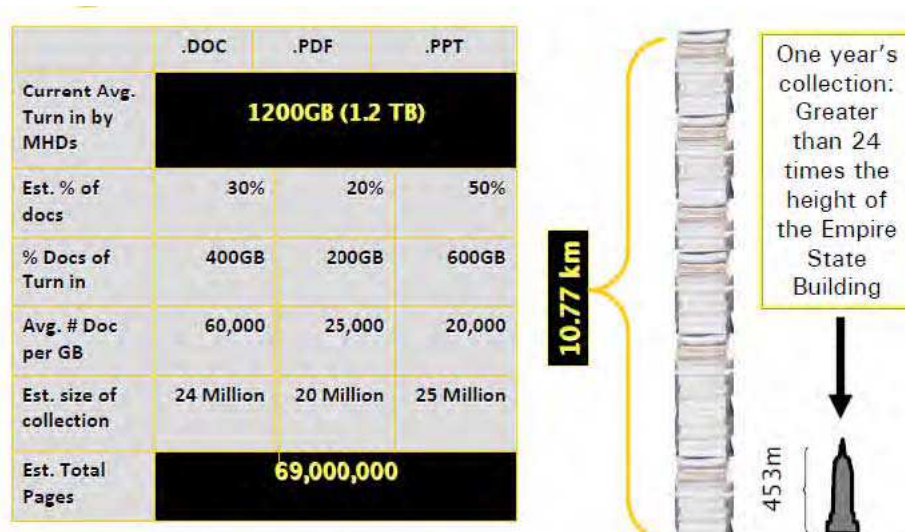 .DOC .PDF .PPT
Current Avg.
Turn in by
MHDs
1200GB (1.2 TB)
Est. % of
docs
30% 20% 50%
% Docs of
Turn in
400GB 200GB 600GB
Avg. # Doc
per GB
60,000 25,000 20,000
Est. size of
collection
24 Million 20 Million 25 Million
Est. Total
Pages
69,000,000
10.77 km
One year's
collection:
Greater
than 24
times the
height of
the Empire
State
Building
453m